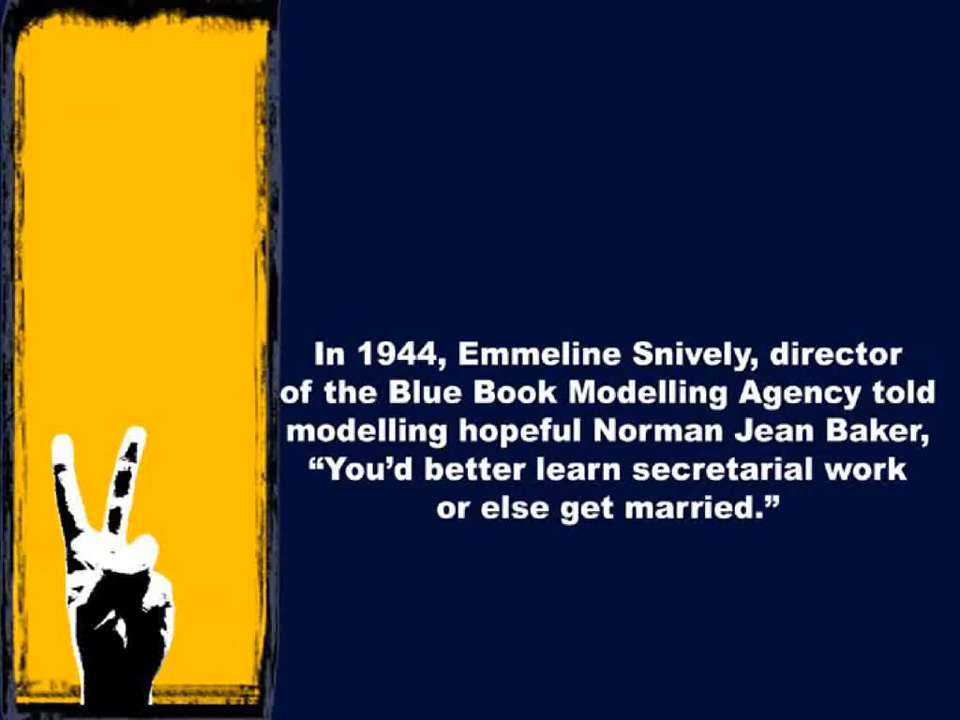 In 1944, Emmeline Snively, director
of the Blue Book Modelling Agency told
modelling hopeful Norman Jean Baker,
“You’d better learn secretarial work
or else get married.”